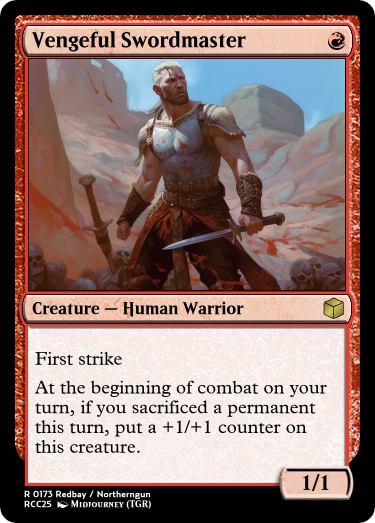 Vengeful Swordmaster
Creature — Human Warrior
First strike
At the beginning of combat on your
turn, if you sacrificed a permanent
this turn, put a +1/+1 counter on
this creature.
1/1
R 0173 Redbay / Northerngun
RCC25 Midjourney (TGR)